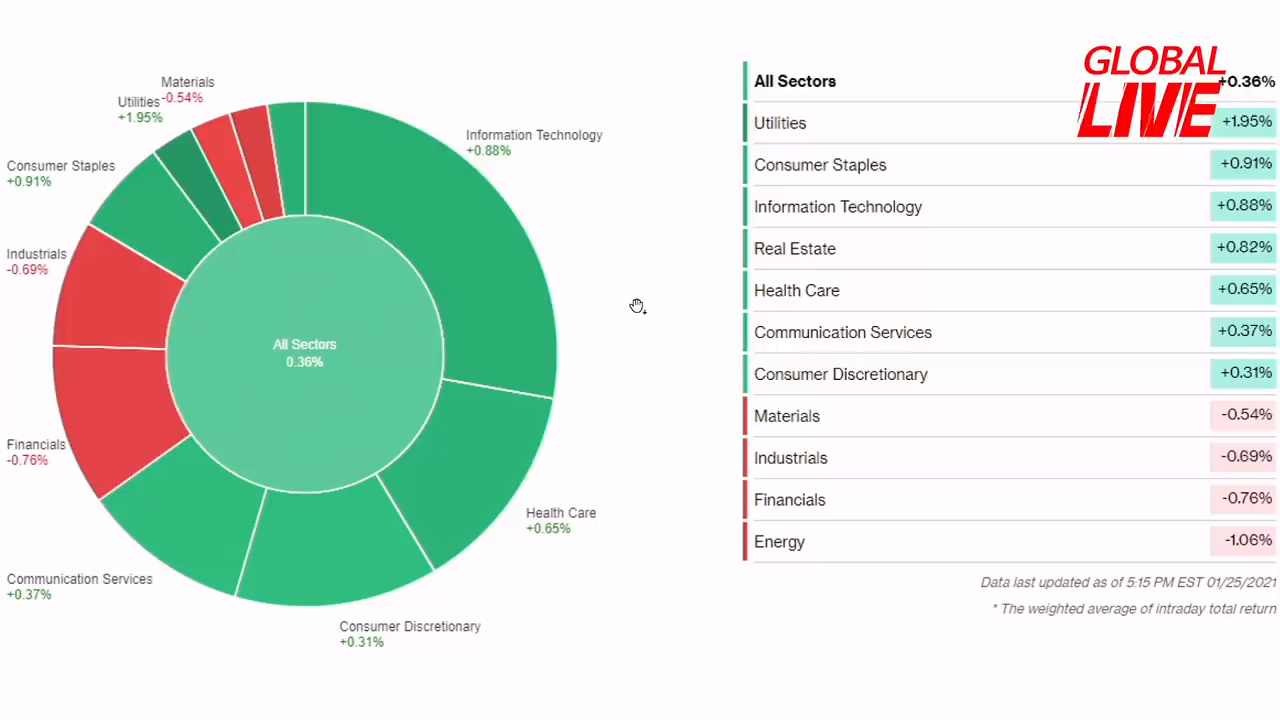 Materials
-0.54%
Utilities
+1.95%
Information Technology
+0.88%
Consumer Staples
+0.91%
Industrials
-0.69%
All Sectors
0.36%
Financials
-0.76%
Health Care
+0.65%
Communication Services
+0.37%
Consumer Discretionary
+0.31%
GLOBAL
LIVE
All Sectors +0.36%
Utilities +1.95%
Consumer Staples +0.91%
Information Technology +0.88%
Real Estate +0.82%
Health Care +0.65%
Communication Services +0.37%
Consumer Discretionary +0.31%
Materials -0.54%
Industrials -0.69%
Financials -0.76%
Energy -1.06%
Data last updated as of 5:15 PM EST 01/25/2021
* The weighted average of intraday total return